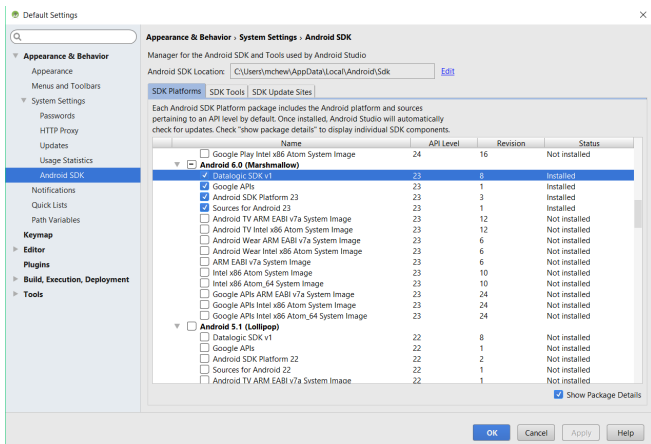 Default Settings
Appearance & Behavior
Appearance
Menus and Toolbars
System Settings
Passwords
HTTP Proxy
Updates
Usage Statistics
Android SDK
Notifications
Quick Lists
Path Variables
Keymap
Editor
Plugins
Build, Execution, Deployment
Tools
Appearance & Behavior › System Settings › Android SDK
Manager for the Android SDK and Tools used by Android Studio
Android SDK Location: C:\Users\mchew\AppData\Local\Android\Sdk Edit
SDK Platforms SDK Tools SDK Update Sites
Each Android SDK Platform package includes the Android platform and sources
pertaining to an API level by default. Once installed, Android Studio will automatically
check for updates. Check "show package details" to display individual SDK components.
Name API Level Revision Status
Google Play Intel x86 Atom System Image 24 16 Not installed
Android 6.0 (Marshmallow)
Datalogic SDK v1 23 8 Installed
Google APIs 23 1 Installed
Android SDK Platform 23 23 3 Installed
Sources for Android 23 23 1 Installed
Android TV ARM EABI v7a System Image 23 12 Not installed
Android TV Intel x86 Atom System Image 23 12 Not installed
Android Wear ARM EABI v7a System Image 23 6 Not installed
Android Wear Intel x86 Atom System Image 23 6 Not installed
ARM EABI v7a System Image 23 6 Not installed
Intel x86 Atom System Image 23 10 Not installed
Intel x86 Atom_64 System Image 23 10 Not installed
Google APIs ARM EABI v7a System Image 23 24 Not installed
Google APIs Intel x86 Atom System Image 23 24 Not installed
Google APIs Intel x86 Atom_64 System Image 23 24 Not installed
Android 5.1 (Lollipop)
Datalogic SDK v1 22 8 Not installed
Google APIs 22 1 Not installed
Android SDK Platform 22 22 2 Not installed
Sources for Android 22 22 1 Not installed
Android TV ARM EABI v7a System Image 22 1 Not installed
Show Package Details
OK Cancel Apply Help